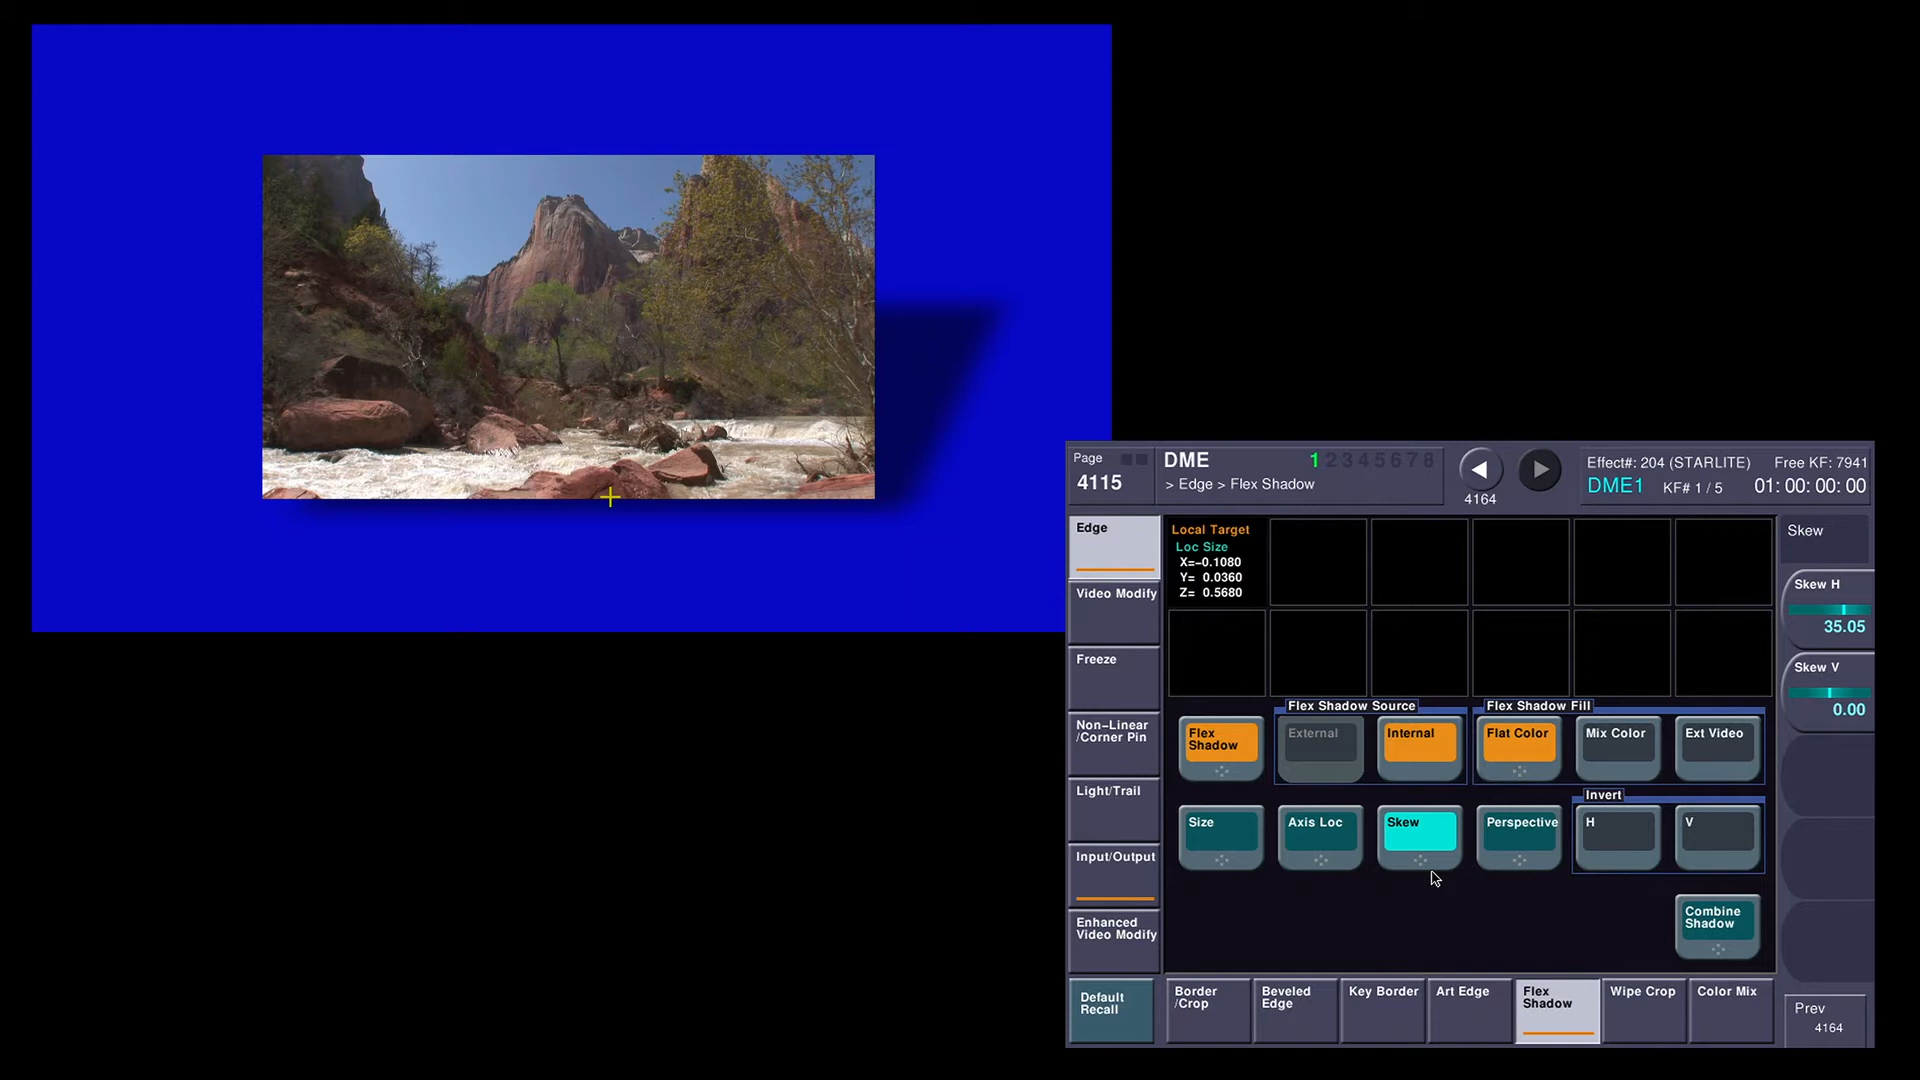 Page
4115
DME
1 2 3 4 5 6 7 8
> Edge > Flex Shadow
4164
Effect#: 204 (STARLITE)
Free KF: 7941
DME1
KF# 1 / 5
01: 00: 00: 00
Edge
Video Modify
Freeze
Non-Linear
/Corner Pin
Light/Trail
Input/Output
Enhanced
Video Modify
Default
Recall
Local Target
Loc Size
X=-0.1080
Y= 0.0360
Z= 0.5680
Flex Shadow Source
Flex Shadow Fill
Flex
Shadow
External
Internal
Flat Color
Mix Color
Ext Video
Invert
Size
Axis Loc
Skew
Perspective
H
V
Combine
Shadow
Skew
Skew H
35.05
Skew V
0.00
Border
/Crop
Beveled
Edge
Key Border
Art Edge
Flex
Shadow
Wipe Crop
Color Mix
Prev
4164